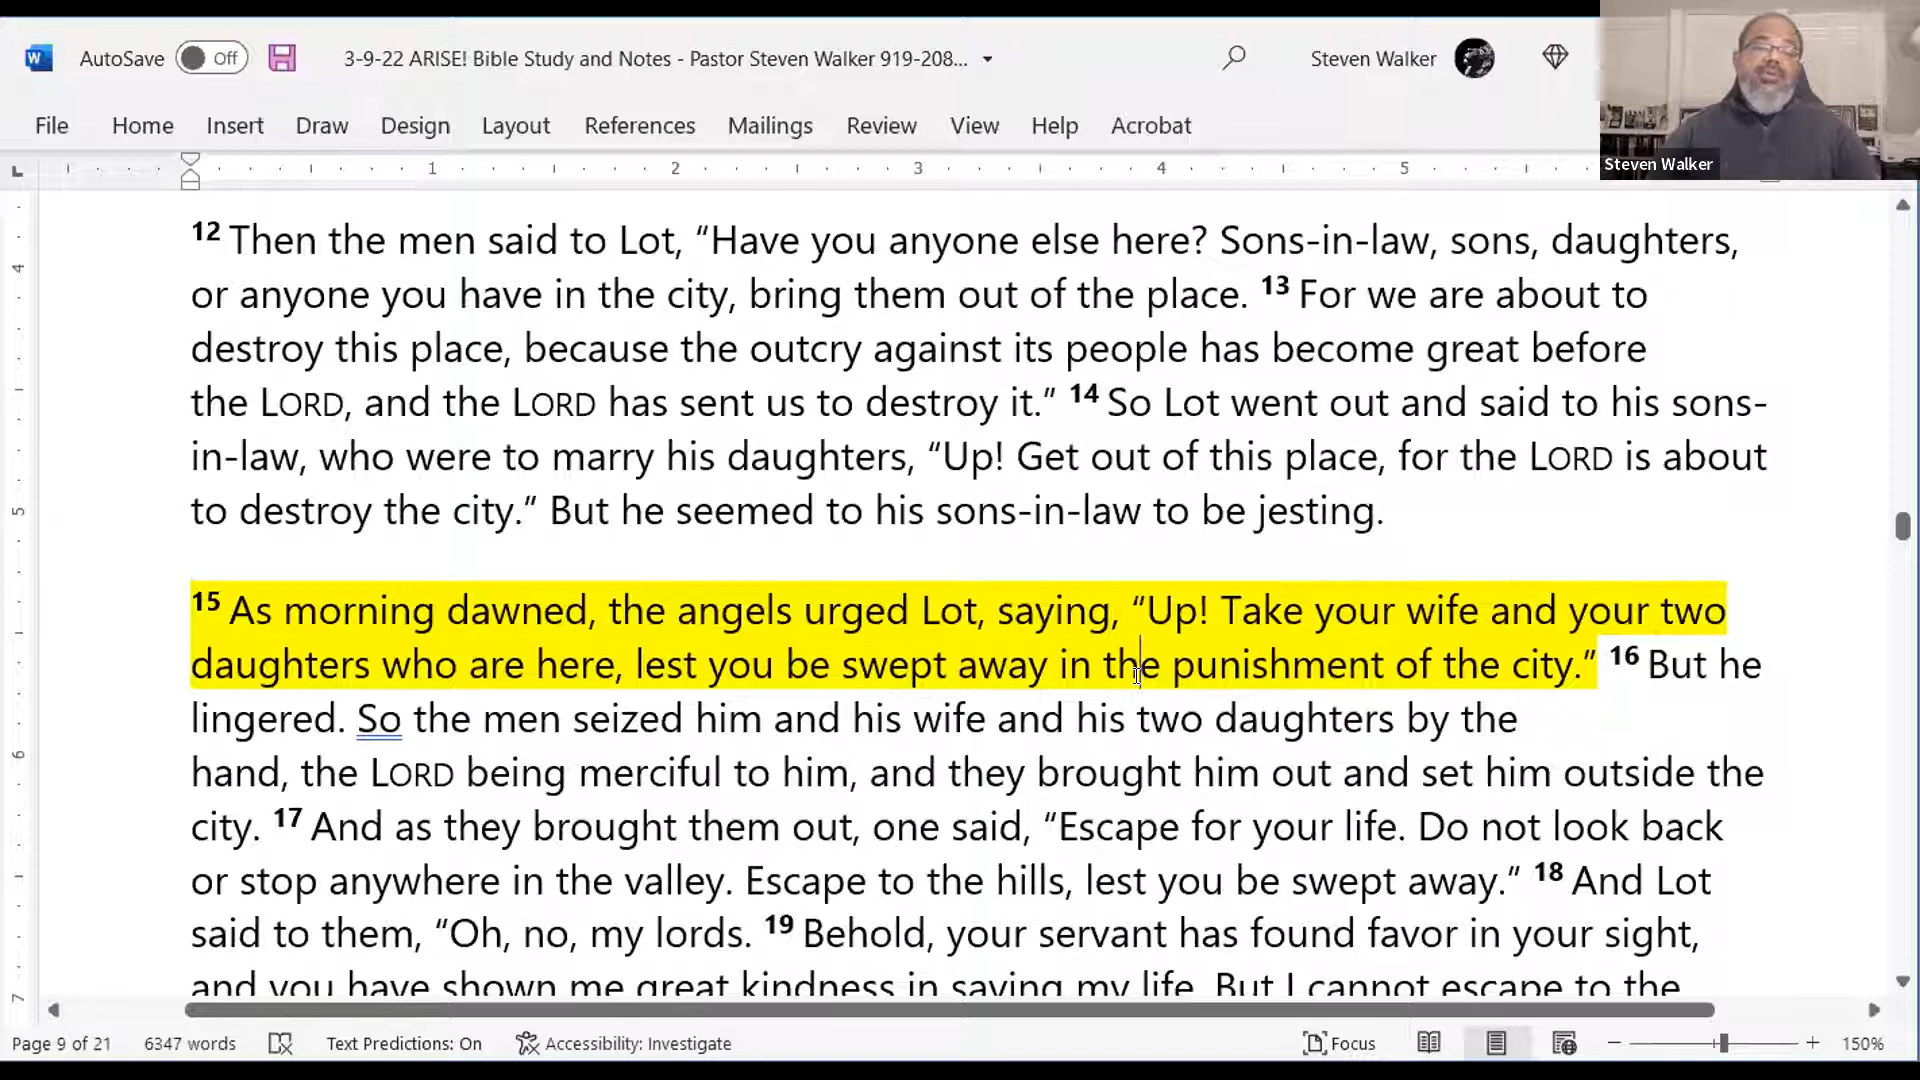 AutoSave Off 3-9-22 ARISE! Bible Study and Notes - Pastor Steven Walker 919-208... Steven Walker
File Home Insert Draw Design Layout References Mailings Review View Help Acrobat
Steven Walker
1 2 3 4 5
12 Then the men said to Lot, “Have you anyone else here? Sons-in-law, sons, daughters,
or anyone you have in the city, bring them out of the place. 13 For we are about to
destroy this place, because the outcry against its people has become great before
the LORD, and the LORD has sent us to destroy it.” 14 So Lot went out and said to his sons-
in-law, who were to marry his daughters, “Up! Get out of this place, for the LORD is about
to destroy the city.” But he seemed to his sons-in-law to be jesting.
15 As morning dawned, the angels urged Lot, saying, “Up! Take your wife and your two
daughters who are here, lest you be swept away in the punishment of the city.” 16 But he
lingered. So the men seized him and his wife and his two daughters by the
hand, the LORD being merciful to him, and they brought him out and set him outside the
city. 17 And as they brought them out, one said, “Escape for your life. Do not look back
or stop anywhere in the valley. Escape to the hills, lest you be swept away.” 18 And Lot
said to them, “Oh, no, my lords. 19 Behold, your servant has found favor in your sight,
and you have shown me great kindness in saving my life. But I cannot escape to the
4
5
6
7
Page 9 of 21 6347 words Text Predictions: On Accessibility: Investigate Focus 150%